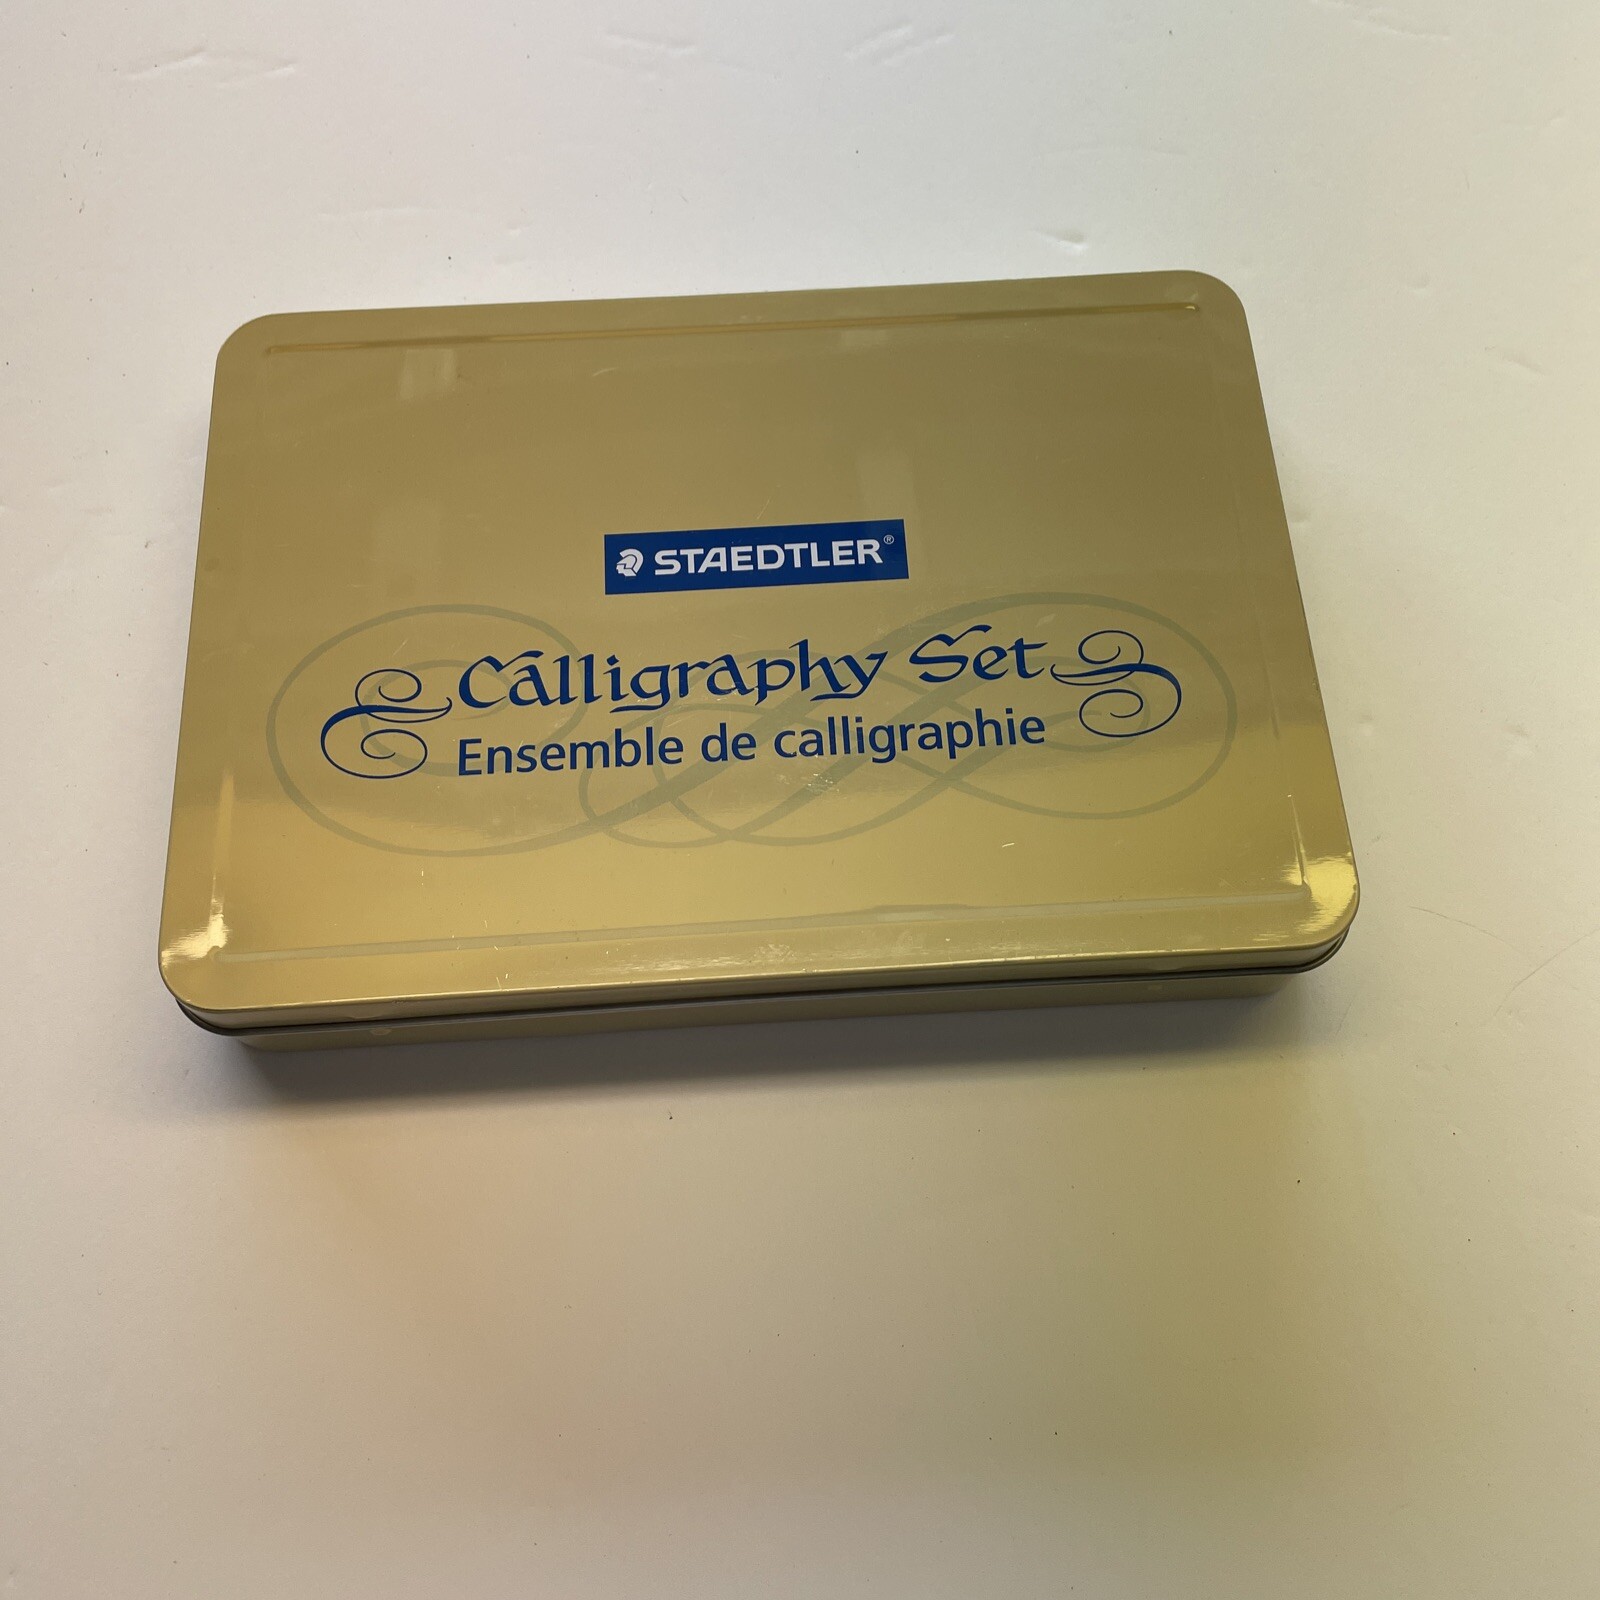 STAEDTLER®
Calligraphy Set
Ensemble de calligraphie